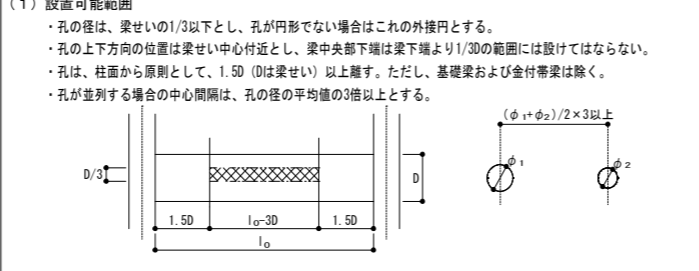 (1) 設置可能範囲
・孔の径は、梁せいの1/3以下とし、孔が円形でない場合はこれの外接円とする。
・孔の上下方向の位置は梁せい中心付近とし、梁中央部下端は梁下端より1/3Dの範囲には設けてはならない。
・孔は、柱面から原則として、1.5D（Dは梁せい）以上離す。ただし、基礎梁および金付帯梁は除く。
・孔が並列する場合の中心間隔は、孔の径の平均値の3倍以上とする。
(φ1+φ2)/2×3以上
φ1
φ2
D/3
D
1.5D
l0-3D
1.5D
l0